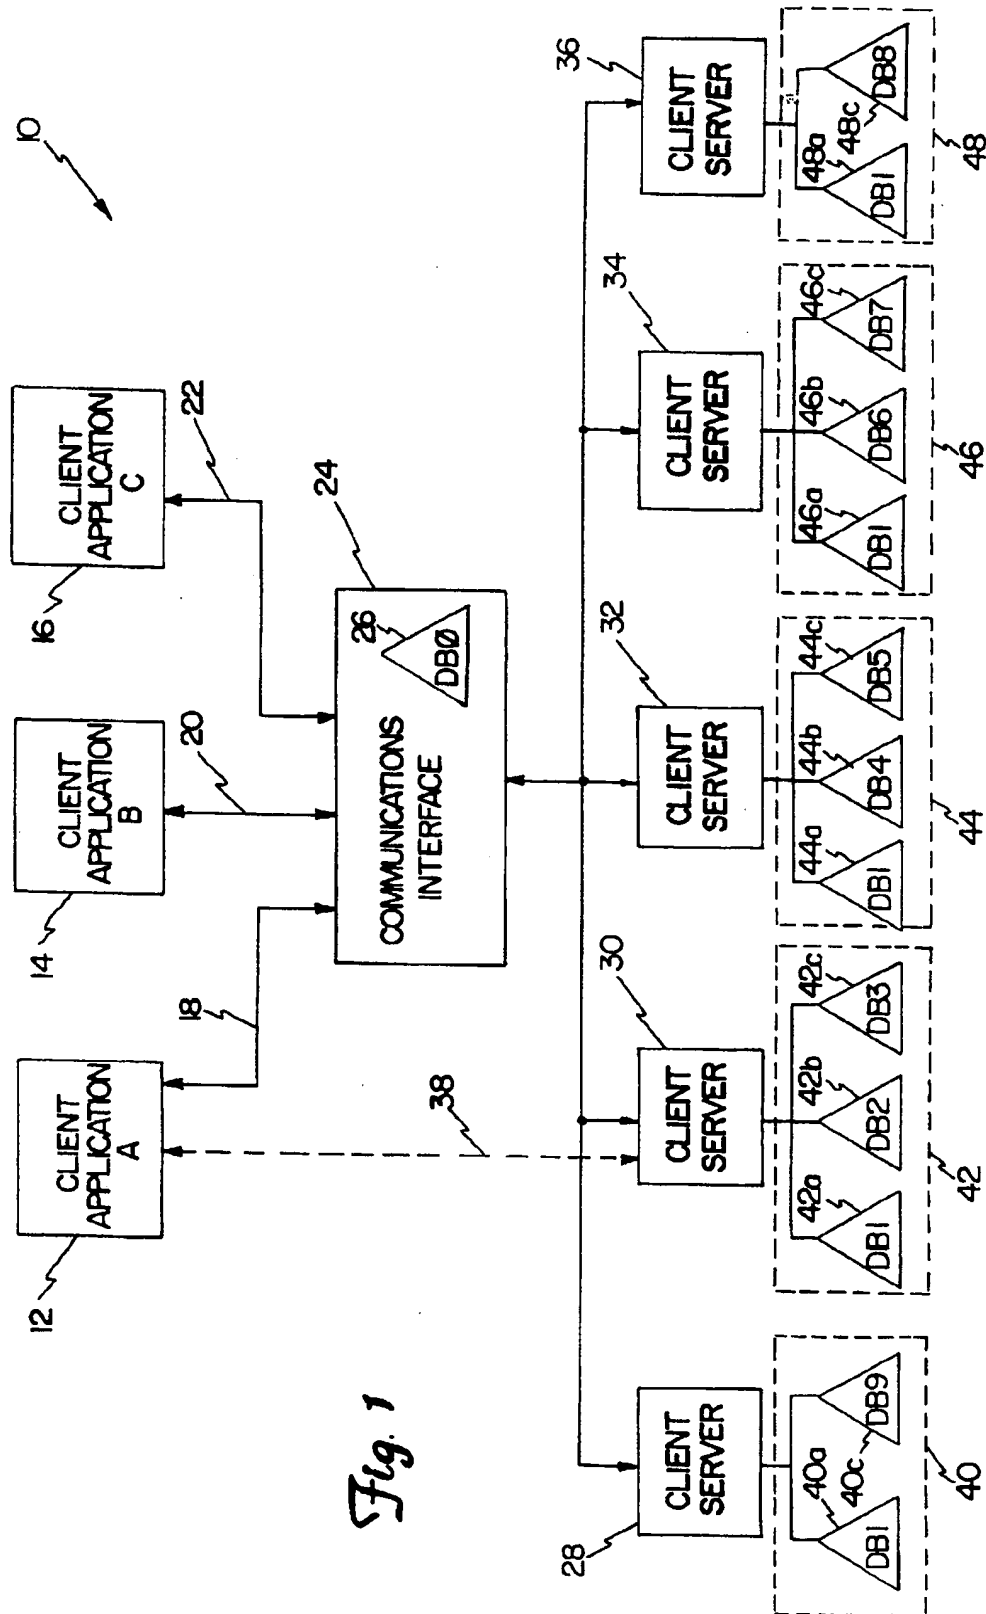 10
CLIENT
APPLICATION
A
12
CLIENT
APPLICATION
B
14
CLIENT
APPLICATION
C
16
18
20
22
24
COMMUNICATIONS
INTERFACE
26
DBØ
38
Fig. 1
28
CLIENT
SERVER
30
CLIENT
SERVER
32
CLIENT
SERVER
34
CLIENT
SERVER
36
CLIENT
SERVER
40a
DB1
40c
DB9
40
42a
DB1
42b
DB2
42c
DB3
42
44a
DB1
44b
DB4
44c
DB5
44
46a
DB1
46b
DB6
46c
DB7
46
48a
DB1
48c
DB8
48